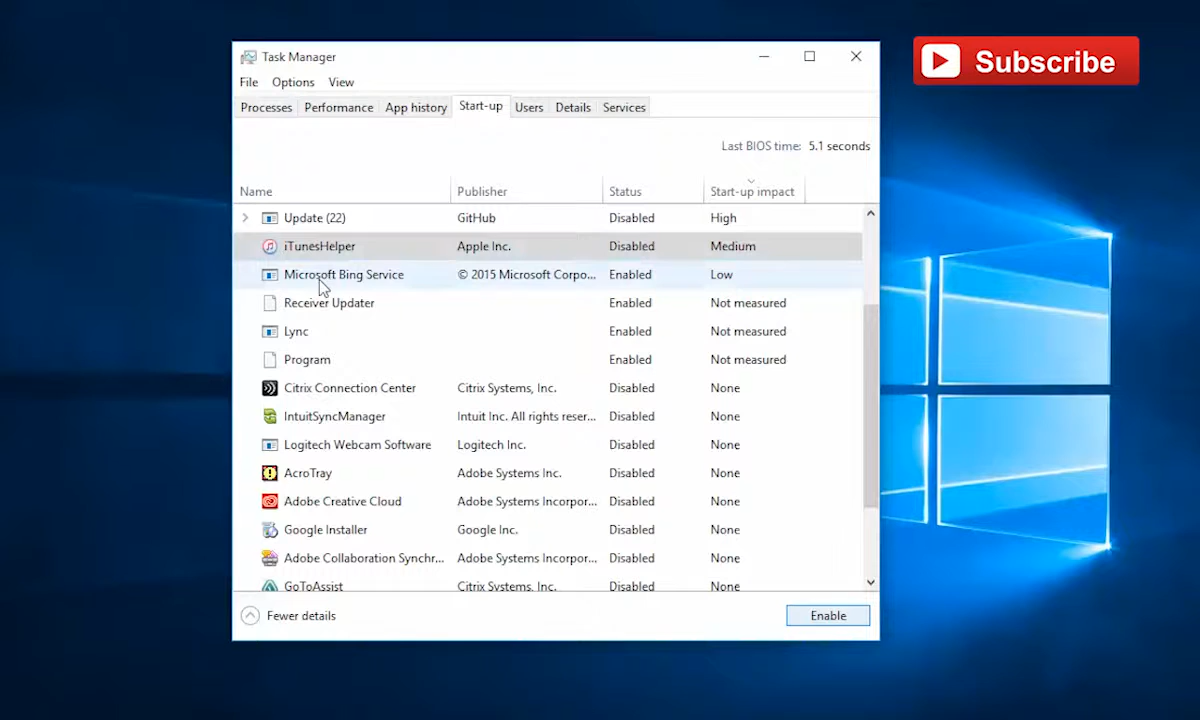 Subscribe
Task Manager
File Options View
Processes Performance App history Start-up Users Details Services
Last BIOS time: 5.1 seconds
Name Publisher Status Start-up impact
Update (22) GitHub Disabled High
iTunesHelper Apple Inc. Disabled Medium
Microsoft Bing Service © 2015 Microsoft Corpo... Enabled Low
Receiver Updater Enabled Not measured
Lync Enabled Not measured
Program Enabled Not measured
Citrix Connection Center Citrix Systems, Inc. Disabled None
IntuitSyncManager Intuit Inc. All rights reser... Disabled None
Logitech Webcam Software Logitech Inc. Disabled None
AcroTray Adobe Systems Inc. Disabled None
Adobe Creative Cloud Adobe Systems Incorpor... Disabled None
Google Installer Google Inc. Disabled None
Adobe Collaboration Synchr... Adobe Systems Incorpor... Disabled None
GoToAssist Citrix Systems, Inc. Disabled None
Fewer details Enable